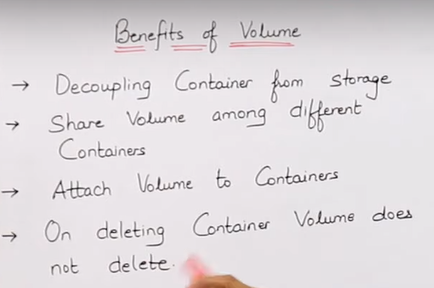 Benefits of Volume
→ Decoupling Container from storage
→ Share Volume among different
Containers
→ Attach Volume to Containers
→ On deleting Container Volume does
not delete.